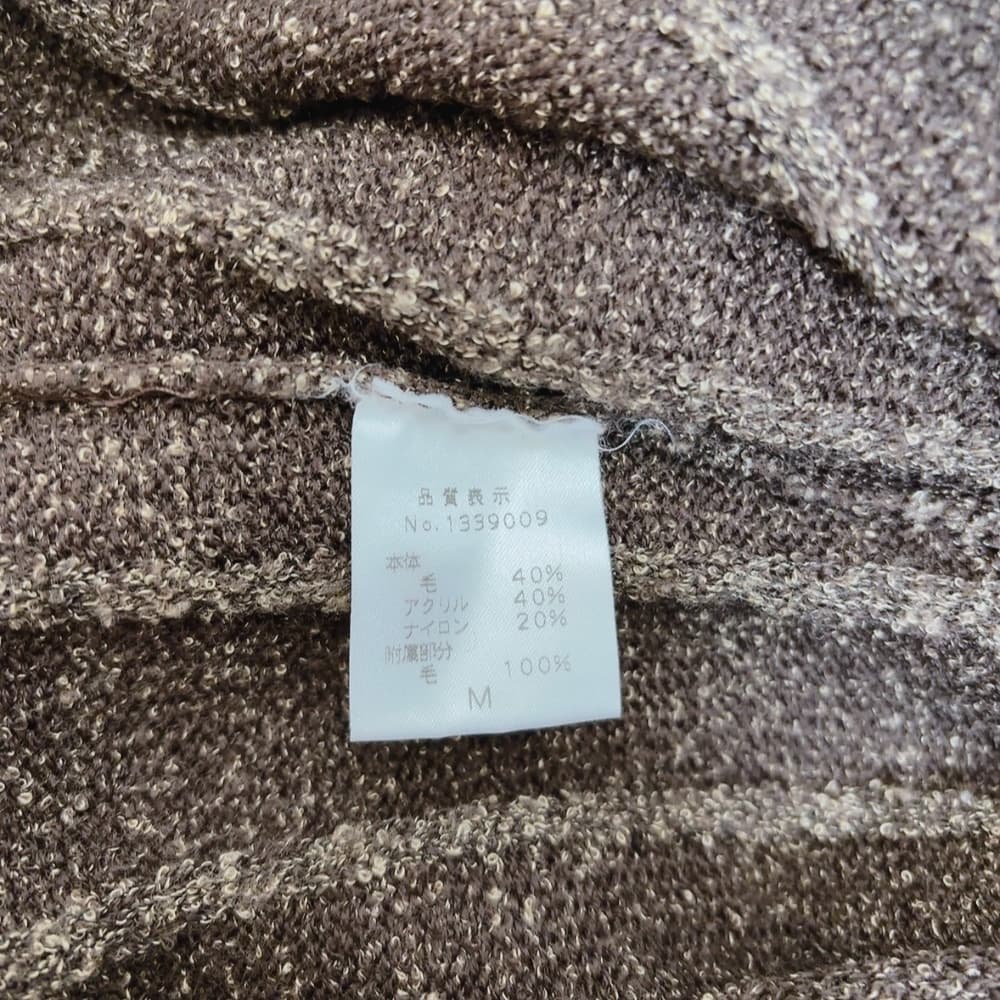 品質表示
No.1339009
本体
毛 40%
アクリル 40%
ナイロン 20%
附属部分
毛 100%
M